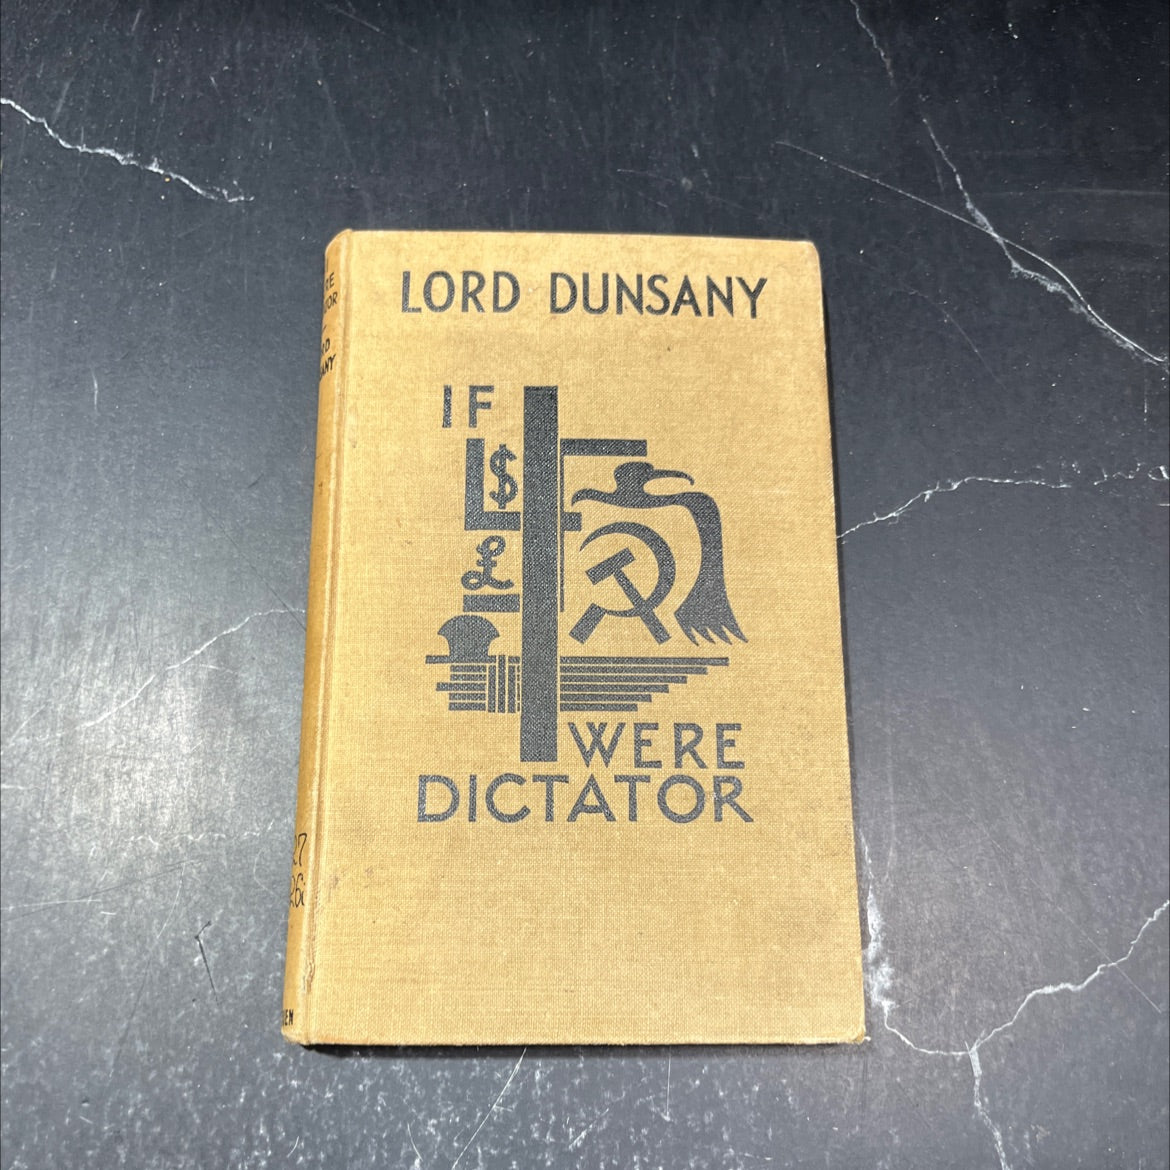 LORD DUNSANY
IF
I
$
£
WERE
DICTATOR